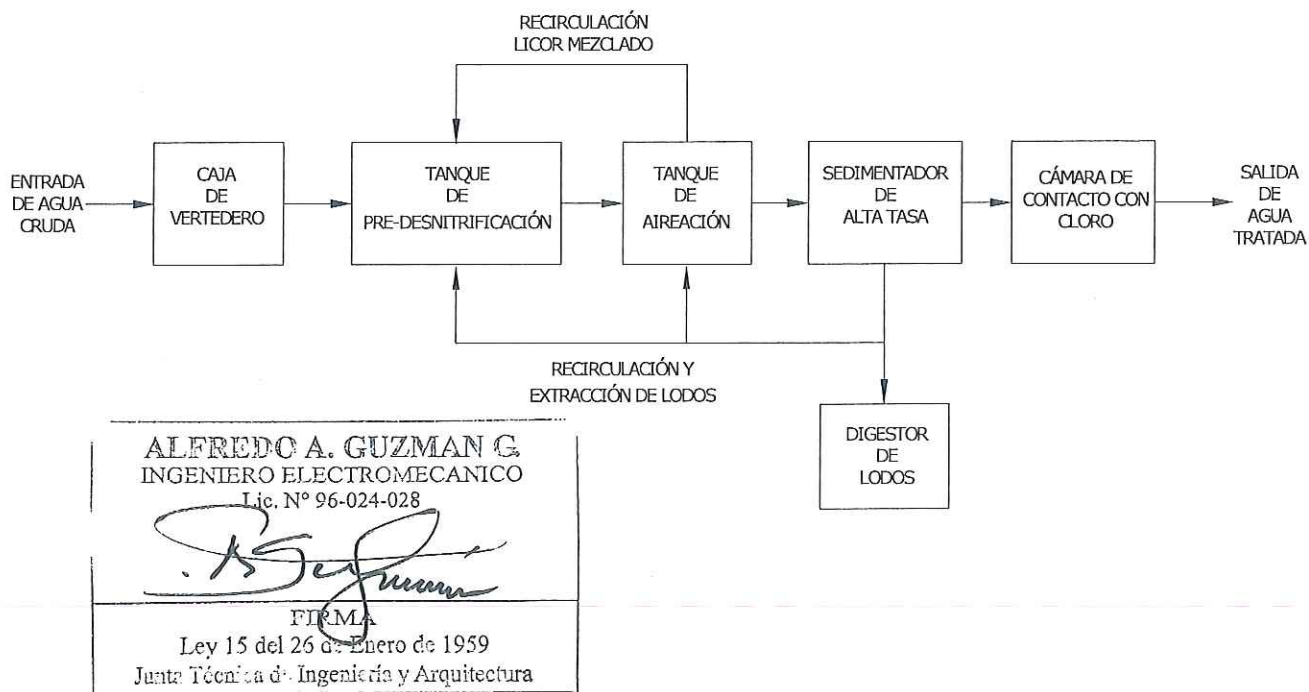 RECIRCULACIÓN
LICOR MEZCLADO
ENTRADA
DE AGUA
CRUDA
CAJA
DE
VERTEDERO
TANQUE
DE
PRE-DESNITRIFICACIÓN
TANQUE
DE
AIREACIÓN
SEDIMENTADOR
DE
ALTA TASA
CÁMARA DE
CONTACTO CON
CLORO
SALIDA
DE
AGUA
TRATADA
RECIRCULACIÓN Y
EXTRACCIÓN DE LODOS
DIGESTOR
DE
LODOS
ALFREDO A. GUZMAN G.
INGENIERO ELECTROMECANICO
Lic. Nº 96-024-028
FIRMA
Ley 15 del 26 de Enero de 1959
Junta Técnica de Ingeniería y Arquitectura